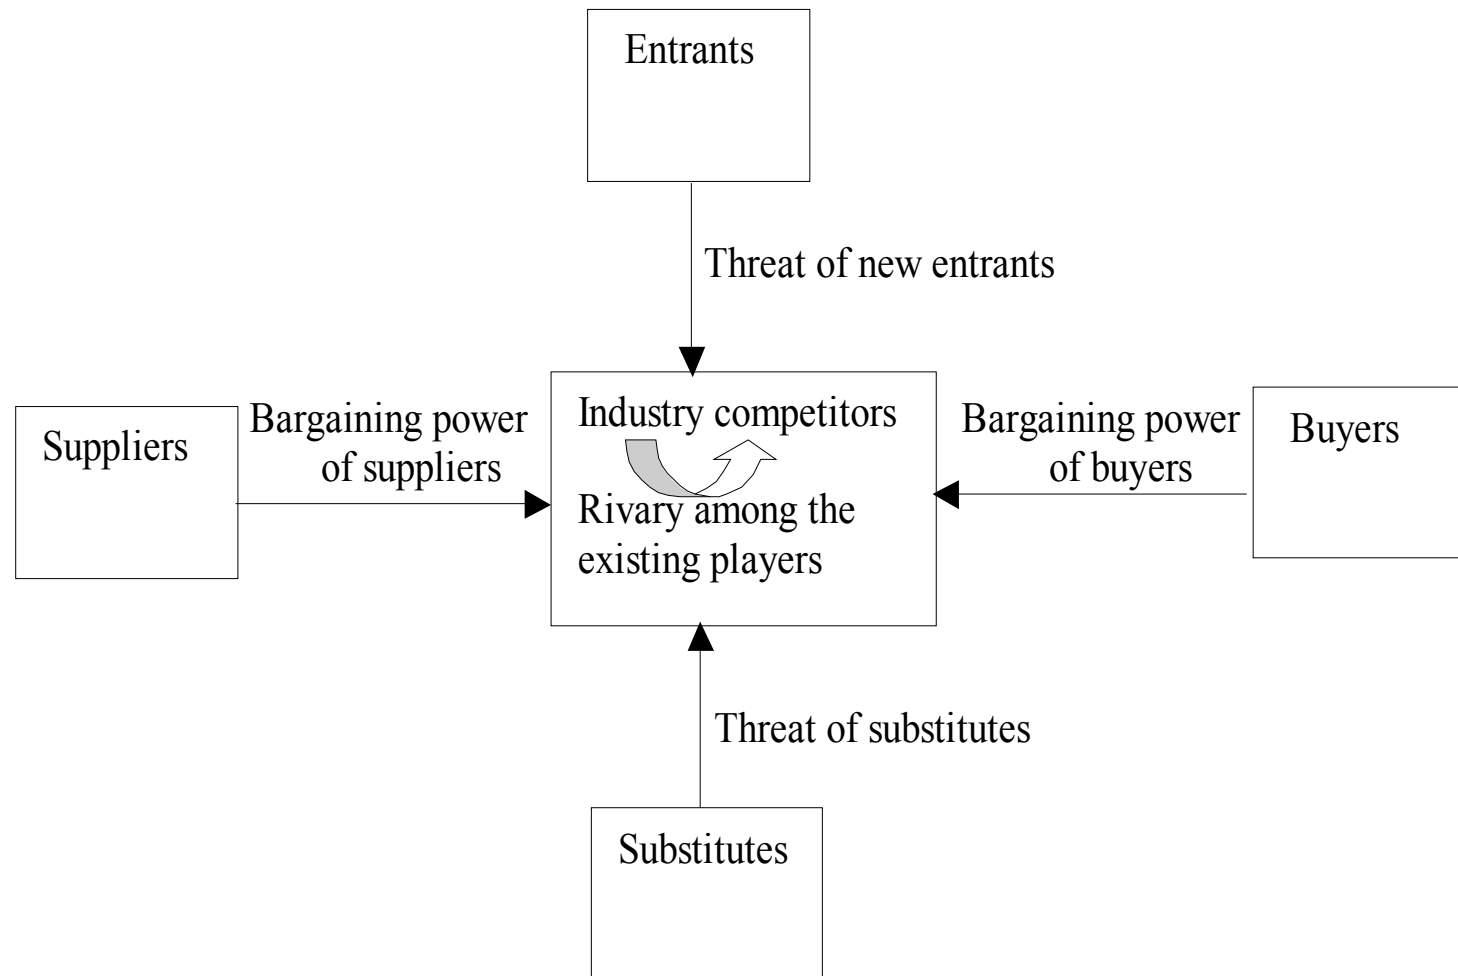 Entrants
Threat of new entrants
Suppliers
Bargaining power
of suppliers
Industry competitors
Rivary among the
existing players
Bargaining power
of buyers
Buyers
Threat of substitutes
Substitutes